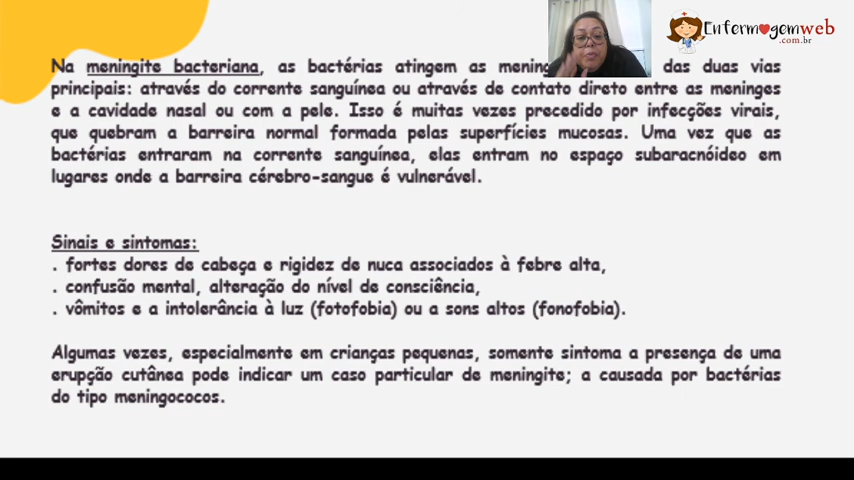 Enfermagemweb
.com.br
Na meningite bacteriana, as bactérias atingem as mening das duas vias
principais: através do corrente sanguínea ou através de contato direto entre as meninges
e a cavidade nasal ou com a pele. Isso é muitas vezes precedido por infecções virais,
que quebram a barreira normal formada pelas superfícies mucosas. Uma vez que as
bactérias entraram na corrente sanguínea, elas entram no espaço subaracnóideo em
lugares onde a barreira cérebro-sangue é vulnerável.
Sinais e sintomas:
. fortes dores de cabeça e rigidez de nuca associados à febre alta,
. confusão mental, alteração do nível de consciência,
. vômitos e a intolerância à luz (fotofobia) ou a sons altos (fonofobia).
Algumas vezes, especialmente em crianças pequenas, somente sintoma a presença de uma
erupção cutânea pode indicar um caso particular de meningite; a causada por bactérias
do tipo meningococos.